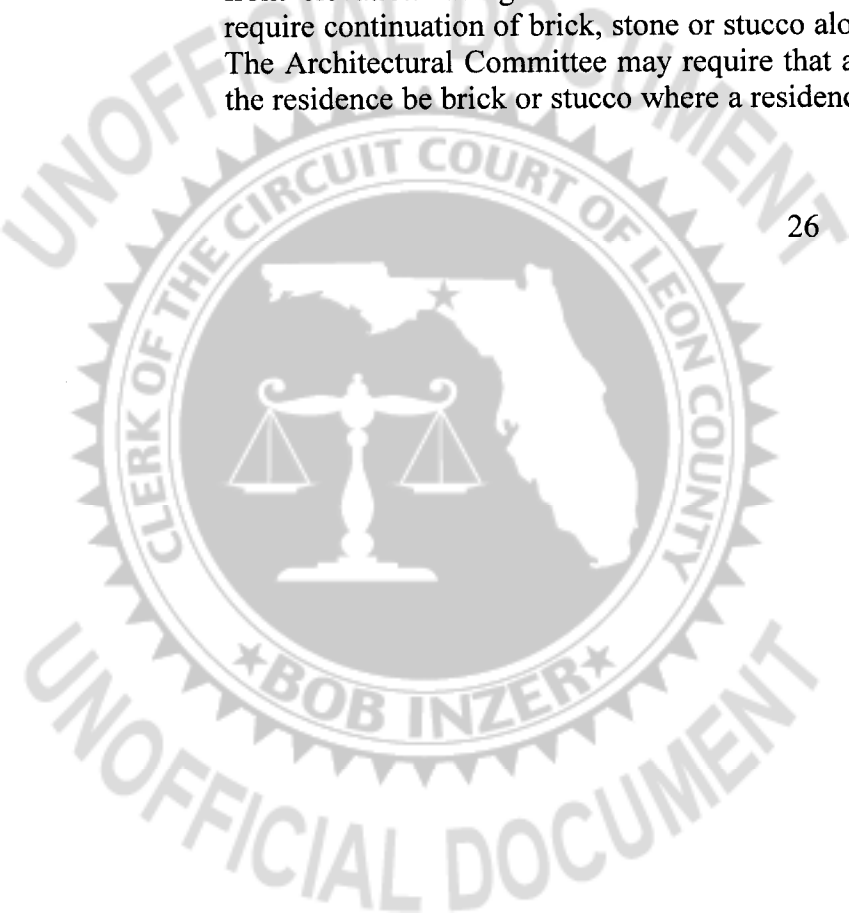 require continuation of brick, stone or stucco alo
The Architectural Committee may require that a
the residence be brick or stucco where a residenc
26
UNOFFICIAL DOCUMENT
CLERK OF THE CIRCUIT COURT OF LEON COUNTY
★BOB INZER★
UNOFFICIAL DOCUMENT